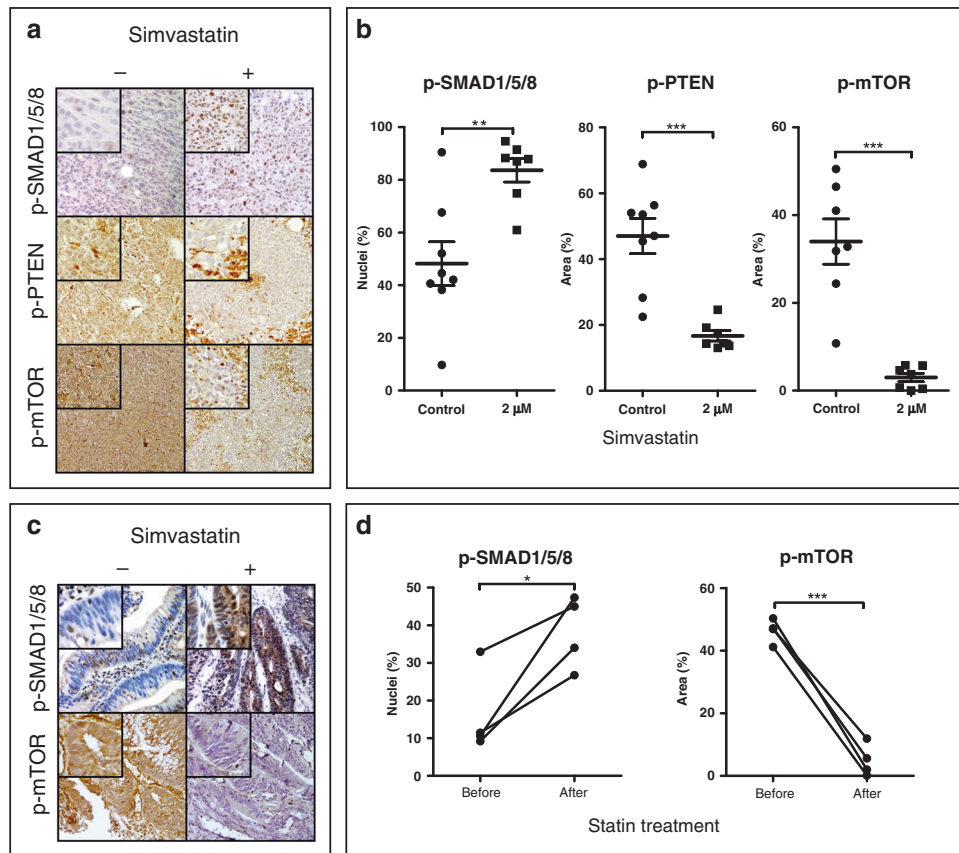 a
Simvastatin
– +
p-SMAD1/5/8
p-PTEN
p-mTOR
b
p-SMAD1/5/8
**
100
80
60
40
20
0
Nuclei (%)
Control 2 µM
p-PTEN
***
80
60
40
20
0
Area (%)
Control 2 µM
p-mTOR
***
60
40
20
0
Area (%)
Control 2 µM
Simvastatin
c
Simvastatin
– +
p-SMAD1/5/8
p-mTOR
d
p-SMAD1/5/8
*
50
40
30
20
10
0
Nuclei (%)
Before After
p-mTOR
***
60
40
20
0
Area (%)
Before After
Statin treatment